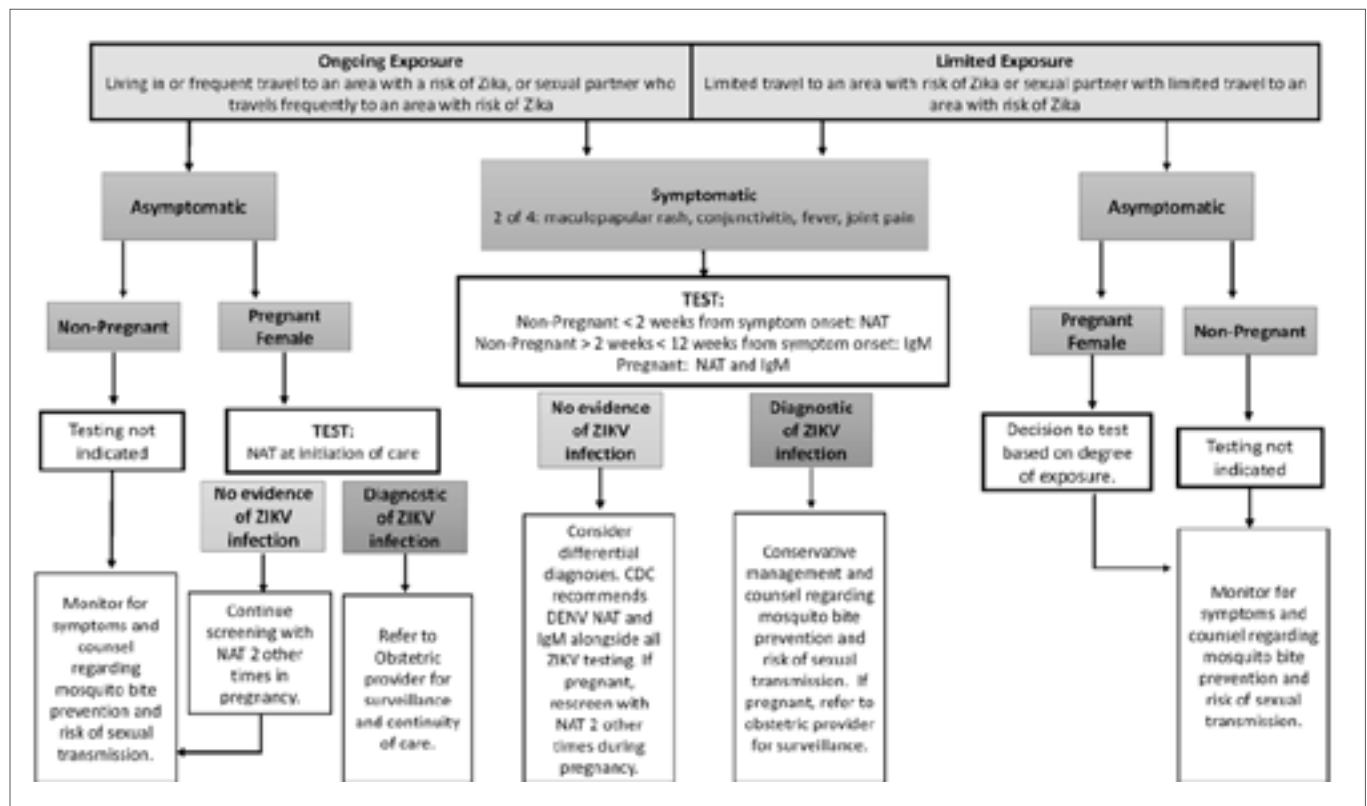 Ongoing Exposure
Living in or frequent travel to an area with a risk of Zika, or sexual partner who
travels frequently to an area with risk of Zika
Limited Exposure
Limited travel to an area with risk of Zika or sexual partner with limited travel to an
area with risk of Zika
Asymptomatic
Symptomatic
2 of 4: maculopapular rash, conjunctivitis, fever, joint pain
Asymptomatic
Non-Pregnant
Pregnant
Female
TEST:
Non-Pregnant < 2 weeks from symptom onset: NAT
Non-Pregnant > 2 weeks < 12 weeks from symptom onset: IgM
Pregnant: NAT and IgM
Pregnant
Female
Non-Pregnant
Testing not
indicated
TEST:
NAT at initiation of care
No evidence
of ZIKV
infection
Diagnostic
of ZIKV
infection
Decision to test
based on degree
of exposure.
Testing not
indicated
No evidence
of ZIKV
infection
Diagnostic
of ZIKV
infection
Monitor for
symptoms and
counsel
regarding
mosquito bite
prevention and
risk of sexual
transmission.
Continue
screening with
NAT 2 other
times in
pregnancy.
Refer to
Obstetric
provider for
surveillance
and continuity
of care.
Consider
differential
diagnoses. CDC
recommends
DENV NAT and
IgM alongside all
ZIKV testing. If
pregnant,
rescreen with
NAT 2 other
times during
pregnancy.
Conservative
management and
counsel regarding
mosquito bite
prevention and
risk of sexual
transmission. If
pregnant, refer to
obstetric provider
for surveillance.
Monitor for
symptoms and
counsel regarding
mosquito bite
prevention and
risk of sexual
transmission.